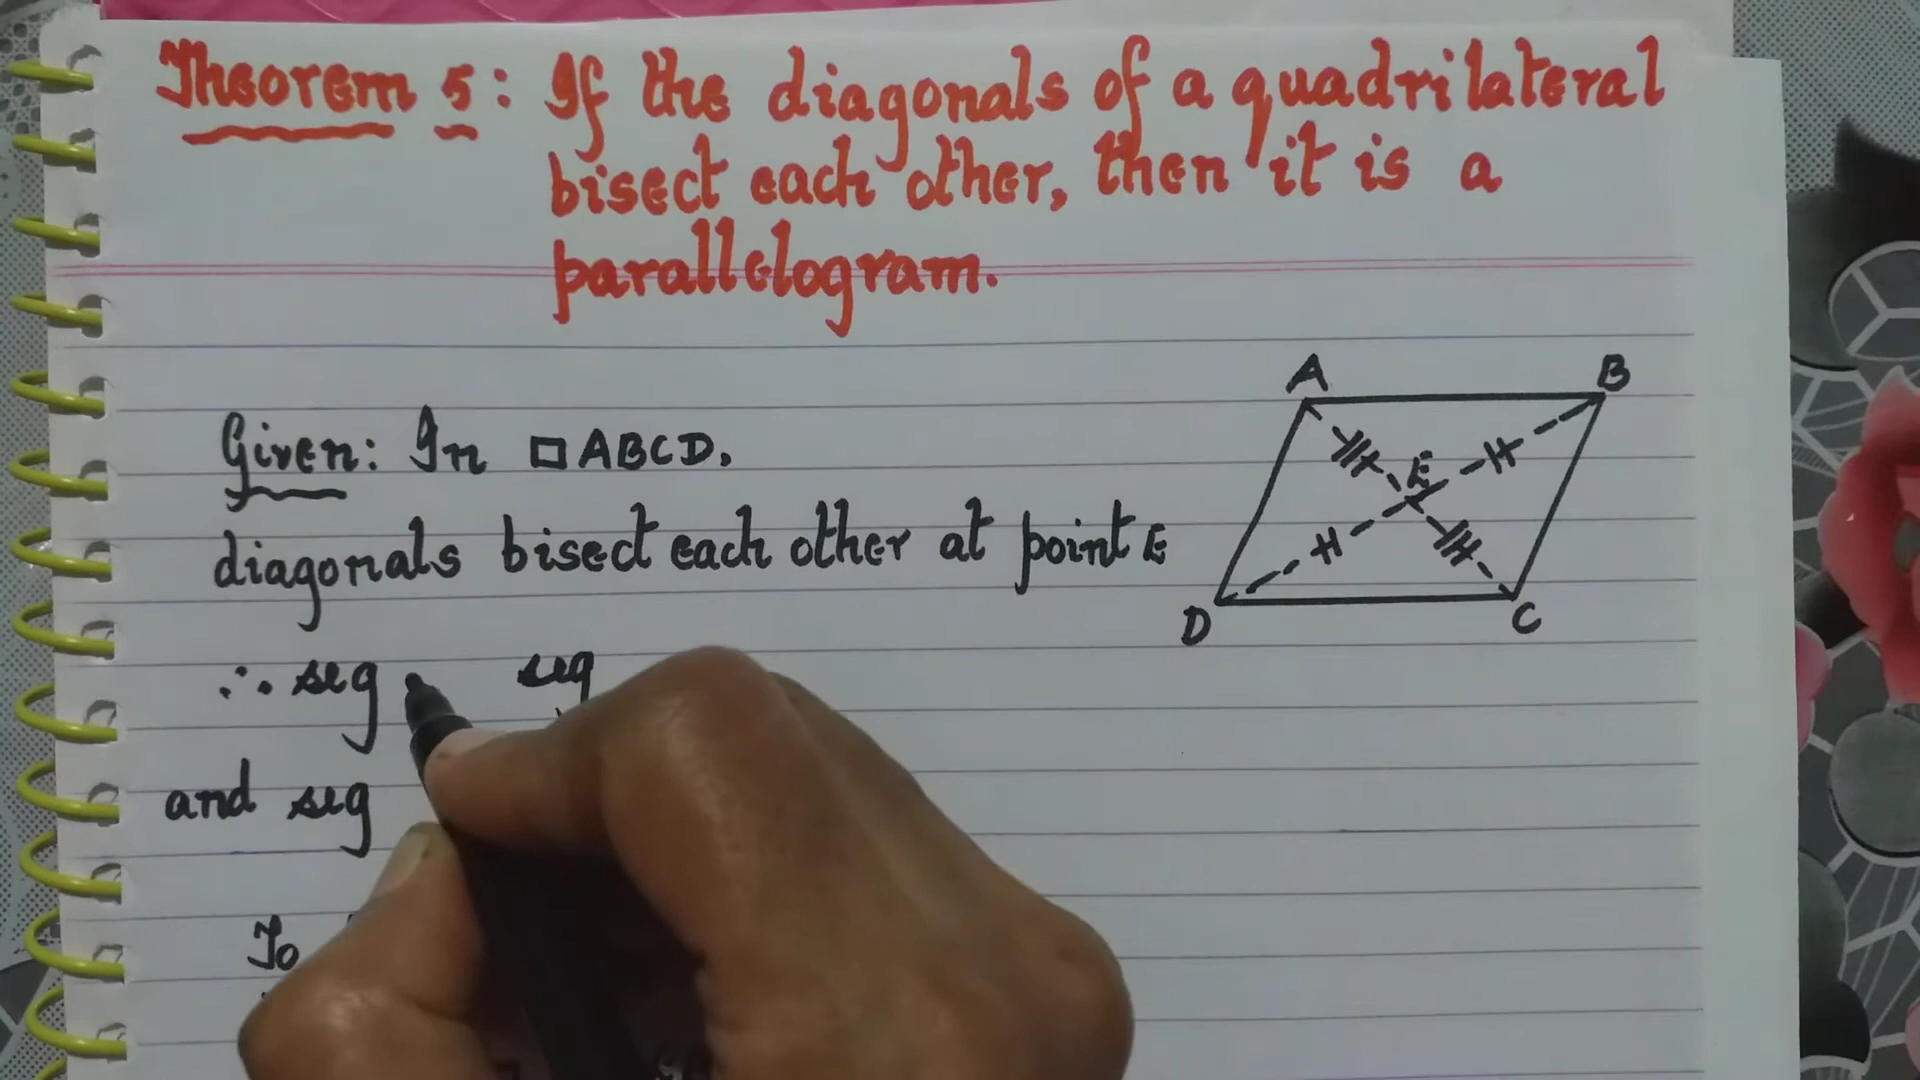 Theorem 5: If the diagonals of a quadrilateral
bisect each other, then it is a
parallelogram.
Given: In □ABCD,
diagonals bisect each other at point E
∴ seg seg
and seg
To
A
B
E
D
C